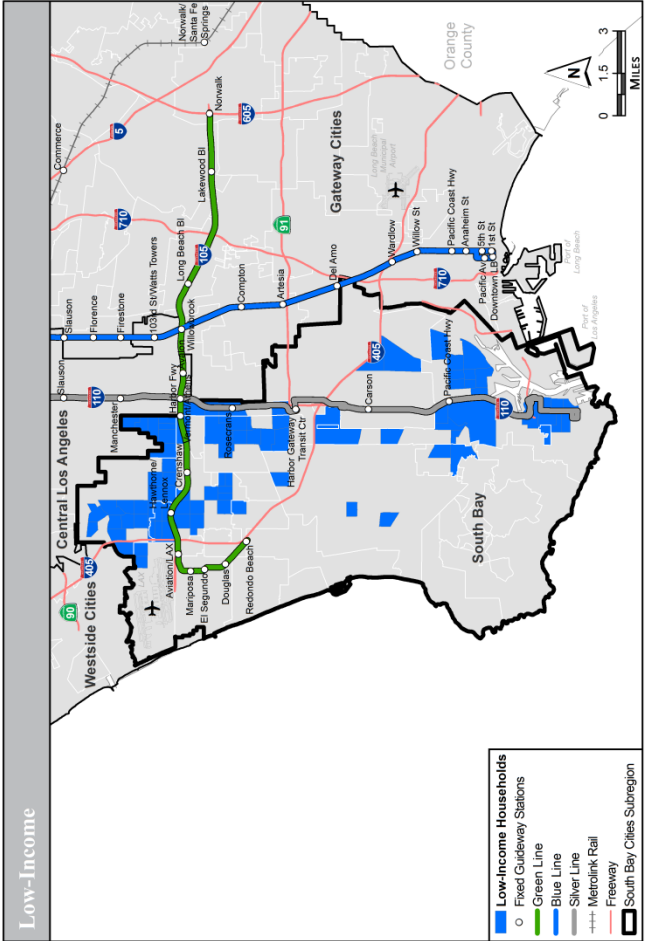 Low-Income
Westside Cities
Central Los Angeles
90
405
110
Slauson
Manchester
Harbor Fwy
Slauson
Florence
Firestone
103rd St/Watts Towers
Willowbrook
Commerce
5
Norwalk/
Santa Fe
Springs
710
105
Long Beach Bl
Lakewood Bl
Norwalk
605
Aviation/LAX
Mariposa
El Segundo
Douglas
Redondo Beach
Hawthorne/
Lennox
Crenshaw
Vermont/Athens
Rosecrans
Harbor Gateway
Transit Ctr
Compton
Artesia
Del Amo
91
Gateway Cities
Orange
County
Long Beach
Municipal
Airport
405
Carson
Pacific Coast Hwy
110
South Bay
Wardlow
Willow St
Pacific Coast Hwy
Anaheim St
5th St
1st St
Pacific Av
Downtown LB
710
Port of
Long Beach
Port of
Los Angeles
N
0 1.5 3
MILES
Low-Income Households
Fixed Guideway Stations
Green Line
Blue Line
Silver Line
Metrolink Rail
Freeway
South Bay Cities Subregion